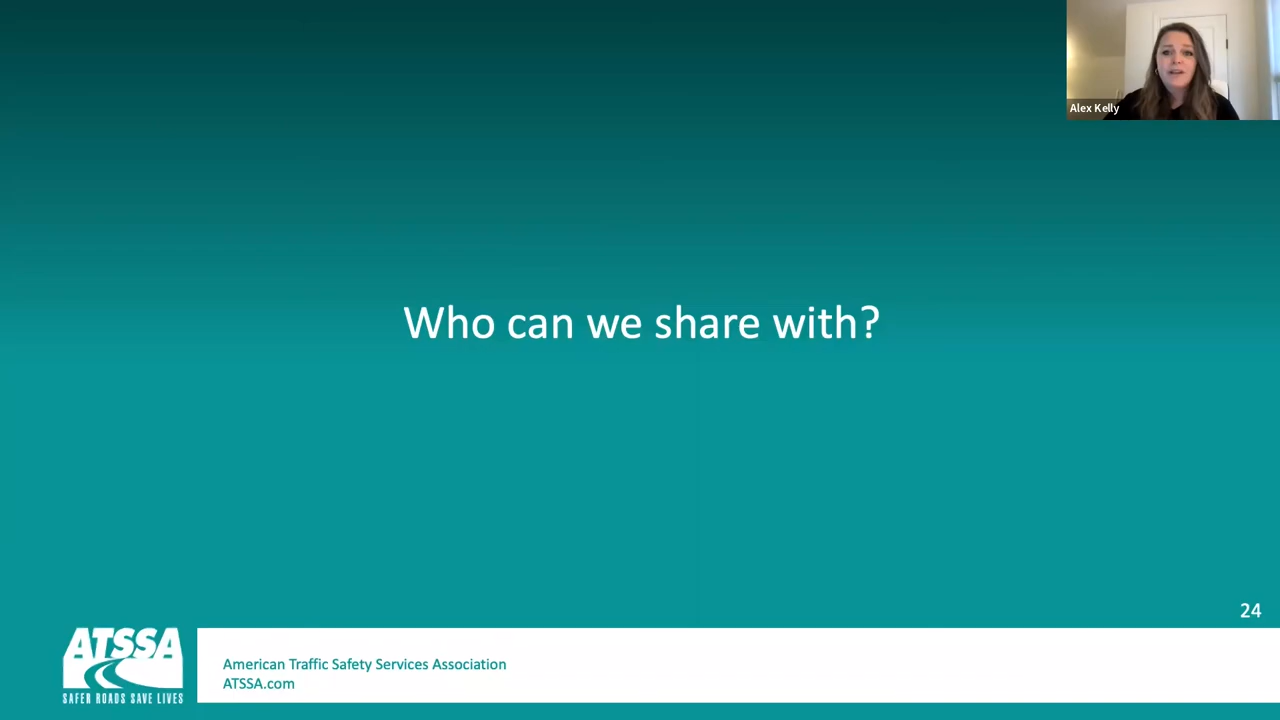 Alex Kelly
Who can we share with?
24
ATSSA
SAFER ROADS SAVE LIVES
American Traffic Safety Services Association
ATSSA.com